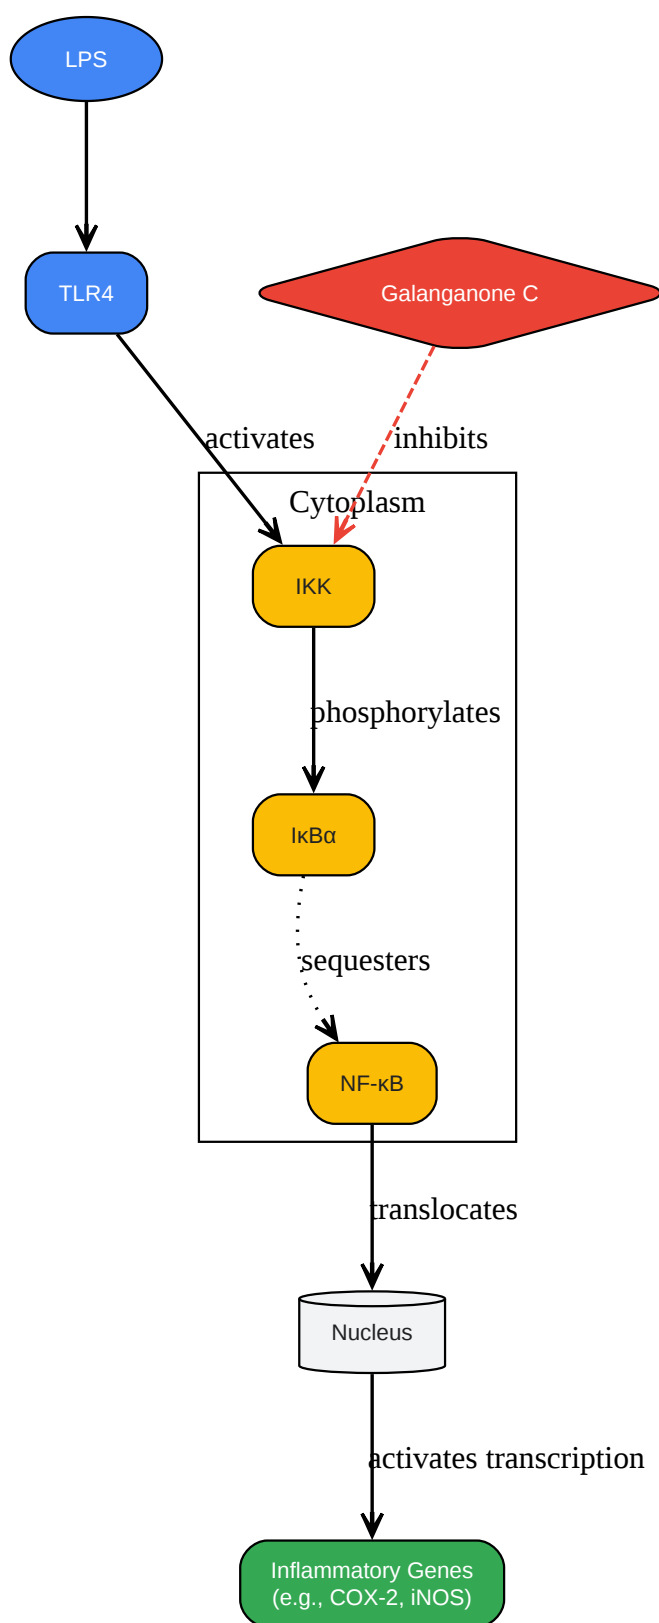 LPS
TLR4
Galanganone C
activates
inhibits
Cytoplasm
IKK
phosphorylates
IκBα
sequesters
NF-κB
translocates
Nucleus
activates transcription
Inflammatory Genes
(e.g., COX-2, iNOS)